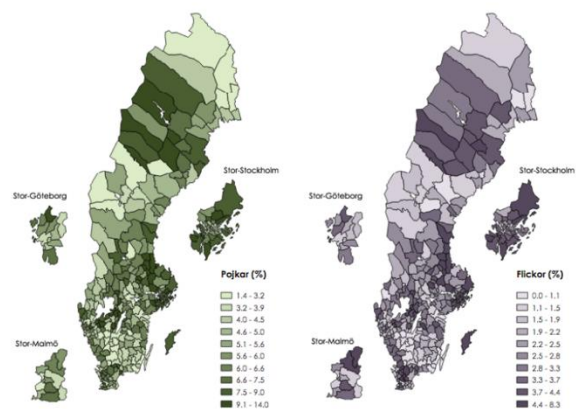 Stor-Stockholm
Stor-Göteborg
Pojkar (%)
1.4 - 3.2
3.2 - 3.9
4.0 - 4.5
4.6 - 5.0
5.1 - 5.6
5.6 - 6.0
6.0 - 6.6
6.6 - 7.5
7.5 - 9.0
9.1 - 14.0
Stor-Malmö
Stor-Stockholm
Stor-Göteborg
Flickor (%)
0.0 - 1.1
1.1 - 1.5
1.5 - 1.9
1.9 - 2.2
2.2 - 2.5
2.5 - 2.8
2.8 - 3.3
3.3 - 3.7
3.7 - 4.4
4.4 - 8.3
Stor-Malmö